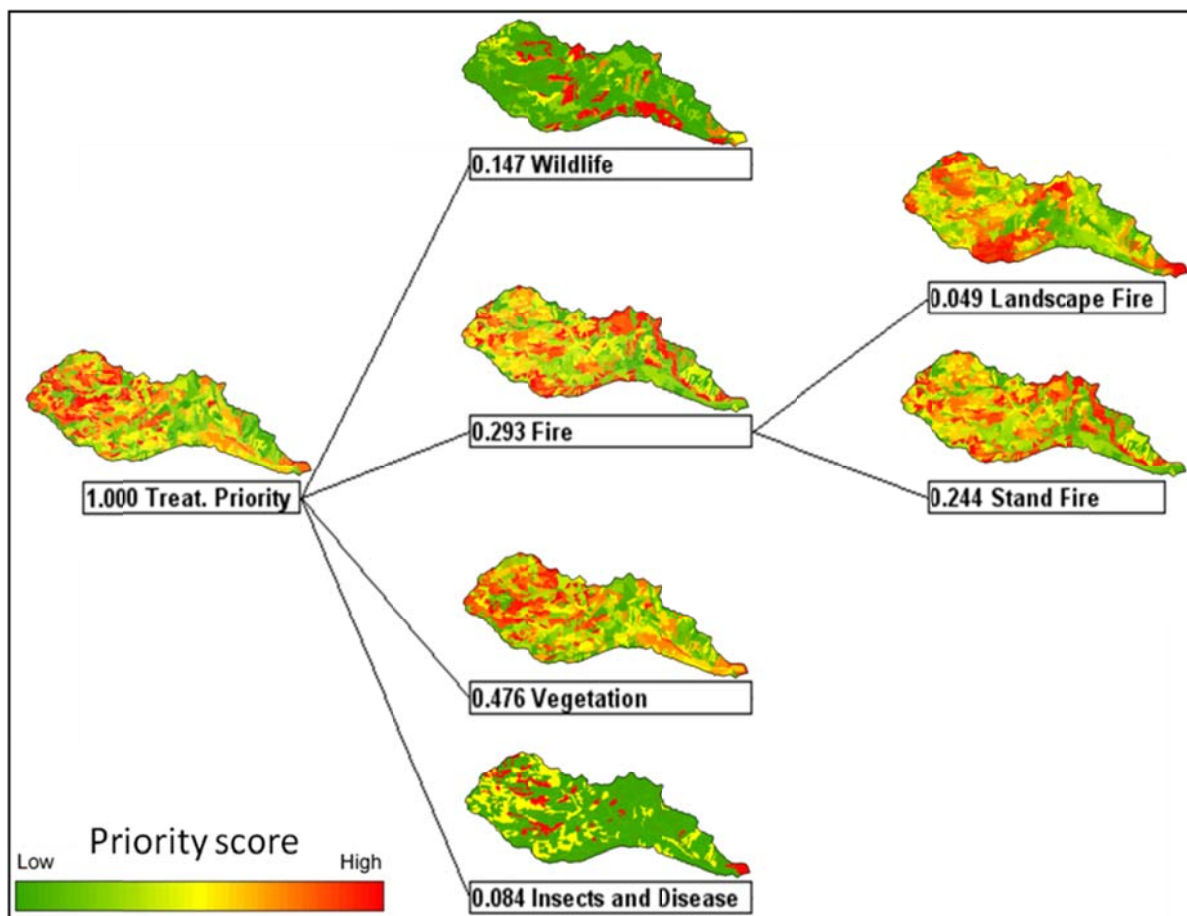 0.147 Wildlife
0.049 Landscape Fire
0.293 Fire
1.000 Treat. Priority
0.244 Stand Fire
0.476 Vegetation
Priority score
Low High
0.084 Insects and Disease